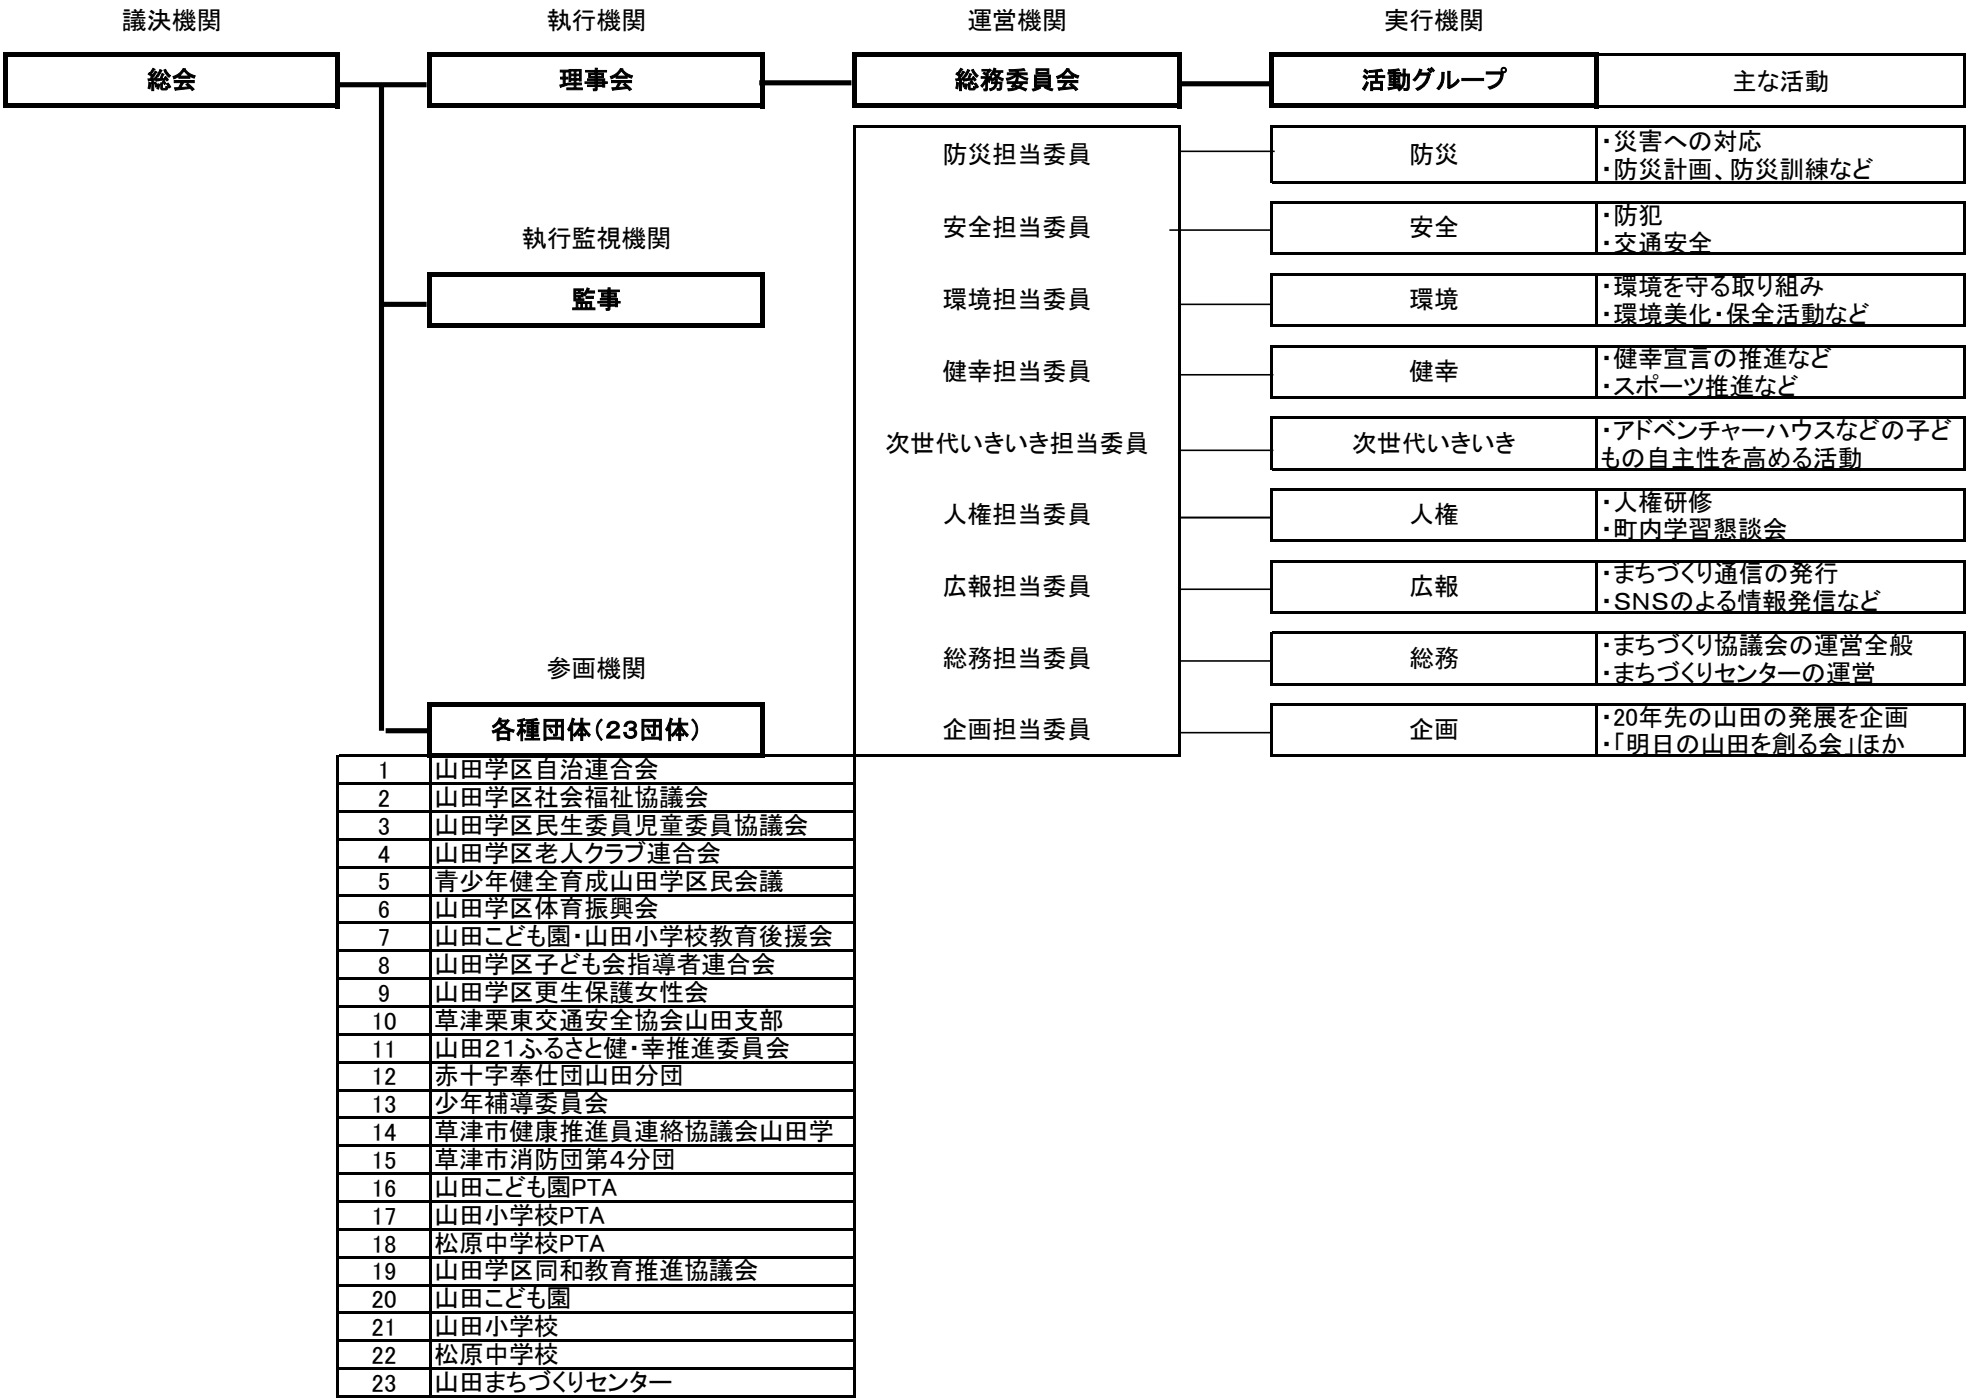 議決機関 執行機関 運営機関 実行機関
総会 理事会 総務委員会 活動グループ 主な活動
防災担当委員 防災 ・災害への対応
・防災計画、防災訓練など
執行監視機関
安全担当委員 安全 ・防犯
・交通安全
監事
環境担当委員 環境 ・環境を守る取り組み
・環境美化・保全活動など
健幸担当委員 健幸 ・健幸宣言の推進など
・スポーツ推進など
次世代いきいき担当委員 次世代いきいき ・アドベンチャーハウスなどの子ど
もの自主性を高める活動
人権担当委員 人権 ・人権研修
・町内学習懇談会
広報担当委員 広報 ・まちづくり通信の発行
・SNSのよる情報発信など
参画機関
総務担当委員 総務 ・まちづくり協議会の運営全般
・まちづくりセンターの運営
各種団体（２３団体）
企画担当委員 企画 ・20年先の山田の発展を企画
・「明日の山田を創る会」ほか
1 山田学区自治連合会
2 山田学区社会福祉協議会
3 山田学区民生委員児童委員協議会
4 山田学区老人クラブ連合会
5 青少年健全育成山田学区民会議
6 山田学区体育振興会
7 山田こども園・山田小学校教育後援会
8 山田学区子ども会指導者連合会
9 山田学区更生保護女性会
10 草津栗東交通安全協会山田支部
11 山田２１ふるさと健・幸推進委員会
12 赤十字奉仕団山田分団
13 少年補導委員会
14 草津市健康推進員連絡協議会山田学
15 草津市消防団第４分団
16 山田こども園PTA
17 山田小学校PTA
18 松原中学校PTA
19 山田学区同和教育推進協議会
20 山田こども園
21 山田小学校
22 松原中学校
23 山田まちづくりセンター